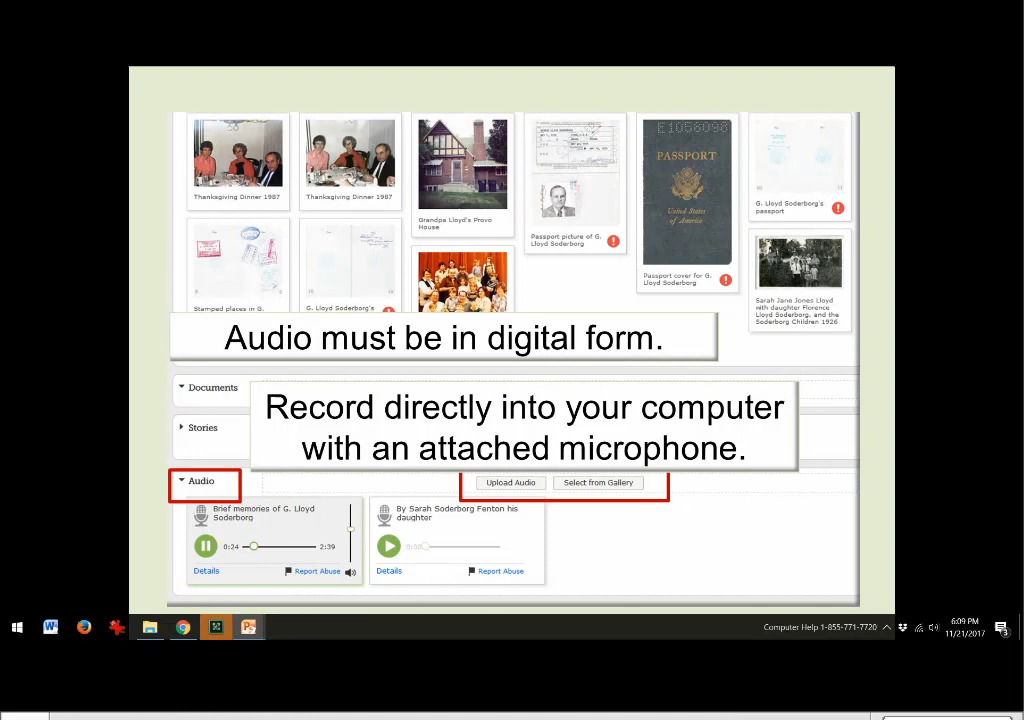 Thanksgiving Dinner 1987
Thanksgiving Dinner 1987
Grandpa Lloyd's Provo
House
Passport picture of G.
Lloyd Soderborg
E1058098
PASSPORT
United States
of America
Passport cover for G.
Lloyd Soderborg
G. Lloyd Soderborg's
passport
Stamped places in G.
G. Lloyd Soderborg's
Sarah Jane Jones Lloyd
with daughter Florence
Lloyd Soderborg, and the
Soderborg Children 1926
Audio must be in digital form.
Documents
Record directly into your computer
with an attached microphone.
Stories
Audio
Upload Audio
Select from Gallery
Brief memories of G. Lloyd
Soderborg
0:24
2:39
Details
Report Abuse
By Sarah Soderborg Fenton his
daughter
0:00
Details
Report Abuse
Computer Help 1-855-771-7720
6:09 PM
11/21/2017
3